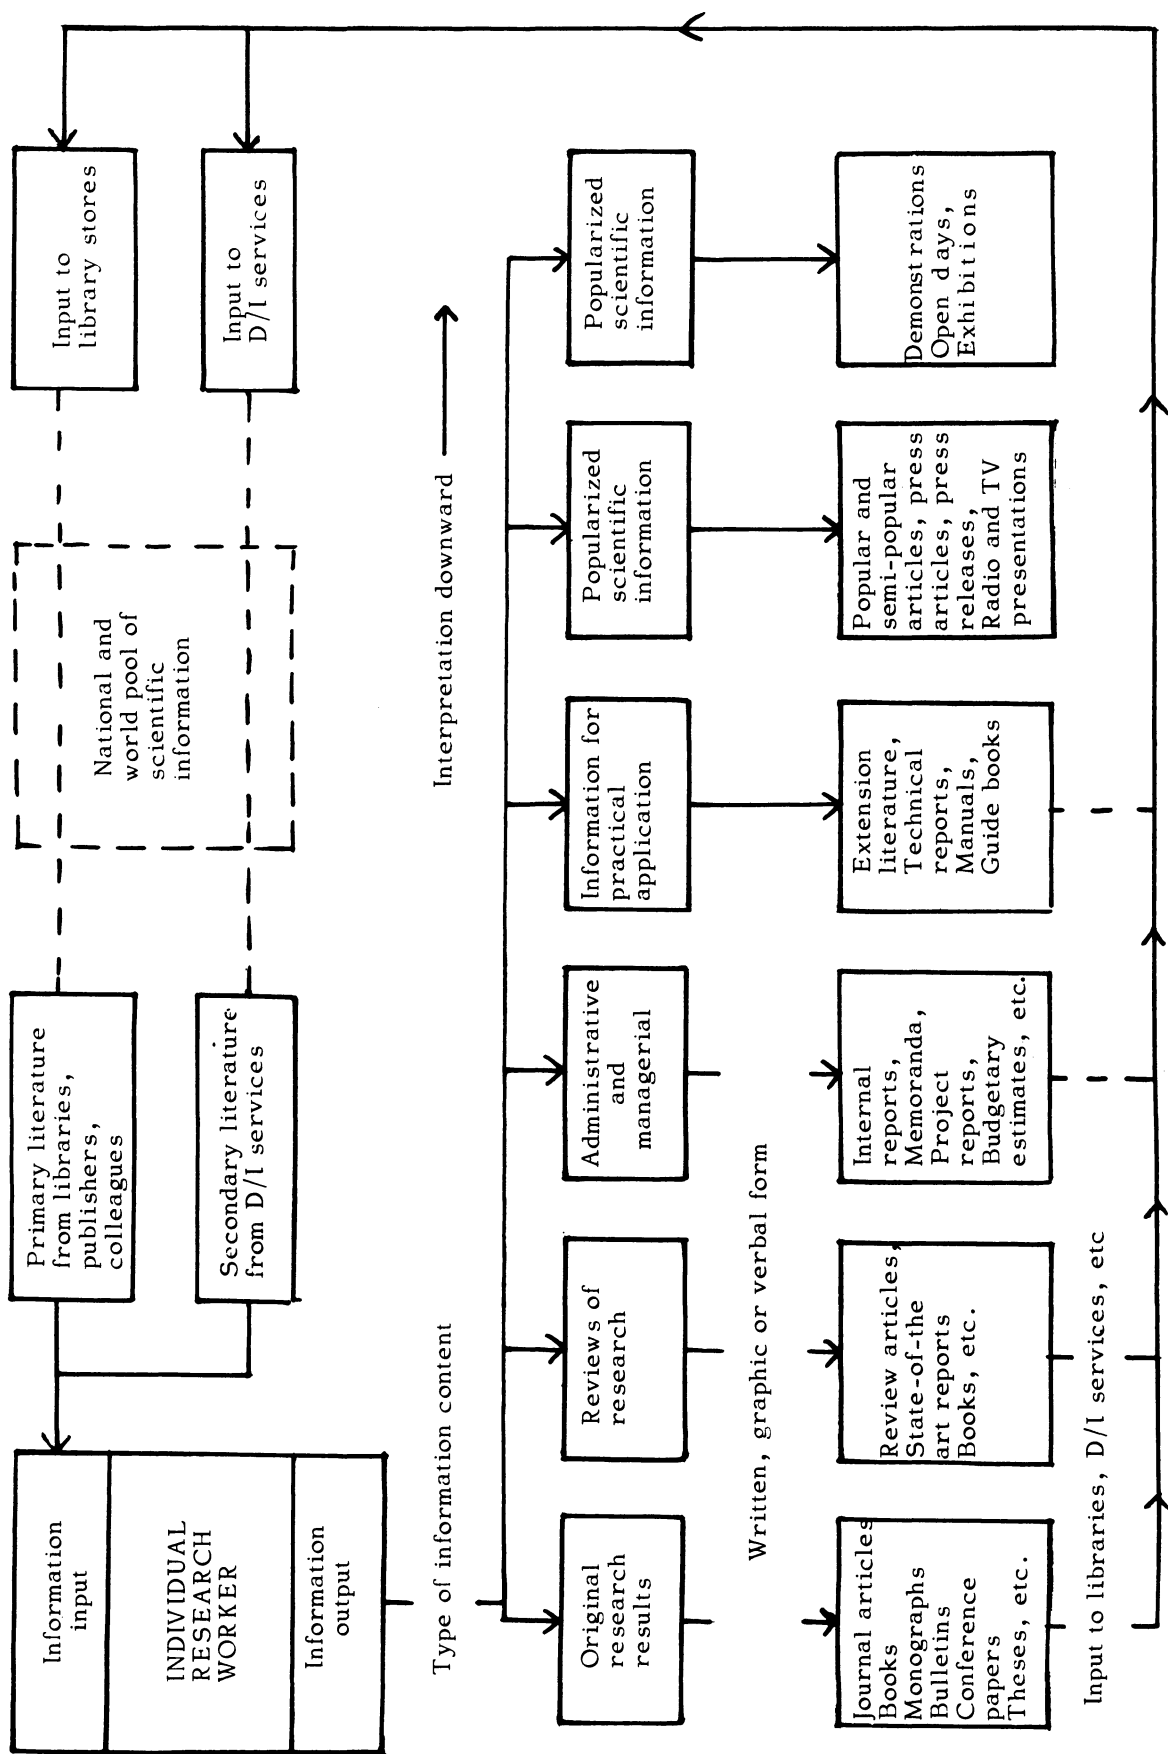 Information
input
INDIVIDUAL
RESEARCH
WORKER
Information
output
Primary literature
from libraries,
publishers,
colleagues
Secondary literature
from D/I services
National and
world pool of
scientific
information
Input to
library stores
Input to
D/I services
Type of information content
Interpretation downward
Original
research
results
Reviews of
research
Administrative
and
managerial
Information for
practical
application
Popularized
scientific
information
Popularized
scientific
information
Written, graphic or verbal form
Journal articles
Books
Monographs
Bulletins
Conference
papers
Theses, etc.
Review articles,
State-of-the
art reports
Books, etc.
Internal
reports,
Memoranda,
Project
reports,
Budgetary
estimates, etc.
Extension
literature,
Technical
reports,
Manuals,
Guide books
Popular and
semi-popular
articles, press
articles, press
releases,
Radio and TV
presentations
Demonstrations
Open days,
Exhibitions
Input to libraries, D/I services, etc